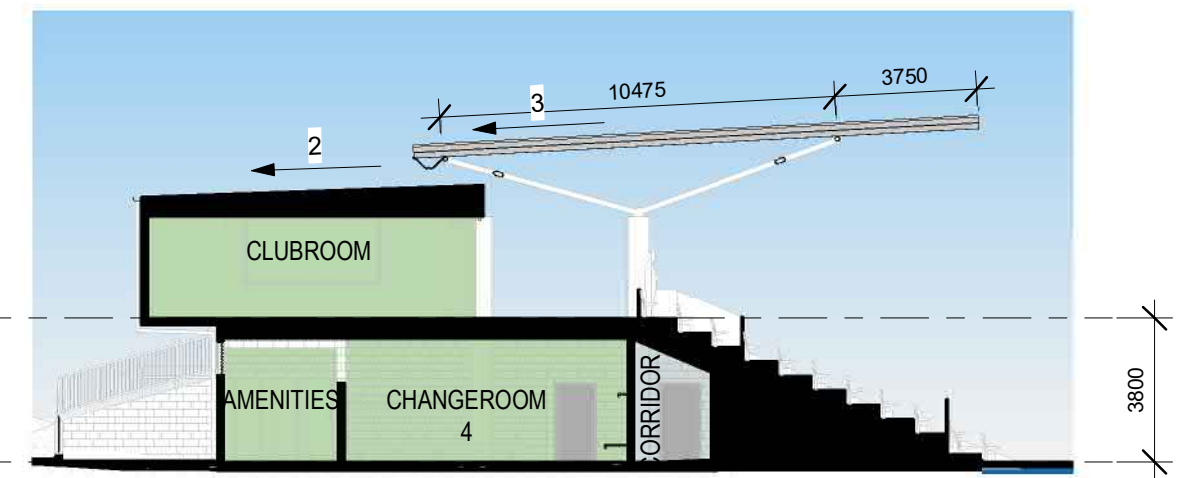 3750
10475
3
2
CLUBROOM
AMENITIES
CHANGEROOM
4
CORRIDOR
3800